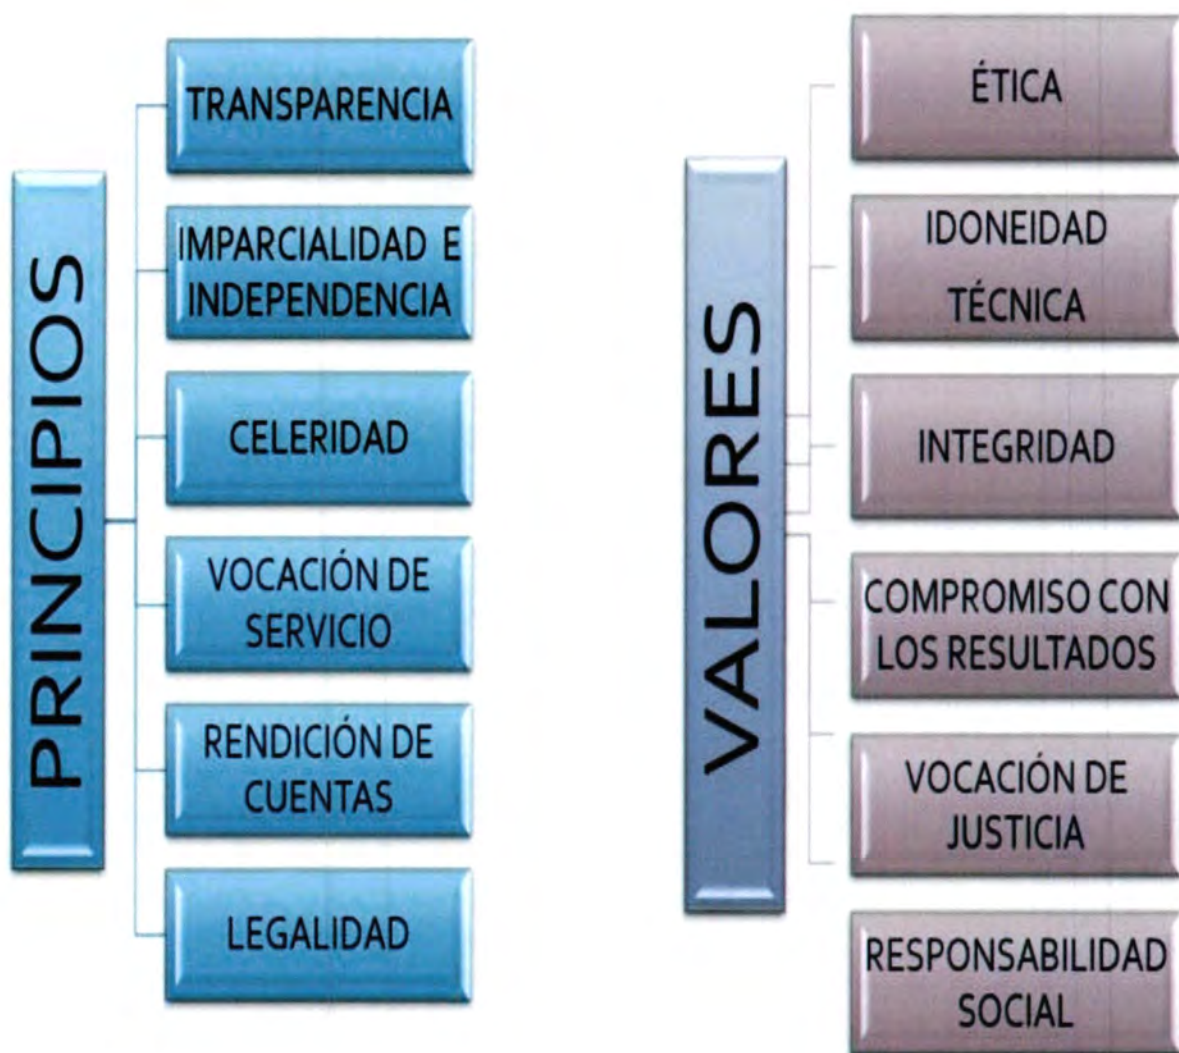 PRINCIPIOS
TRANSPARENCIA
IMPARCIALIDAD E
INDEPENDENCIA
CELERIDAD
VOCACIÓN DE
SERVICIO
RENDICIÓN DE
CUENTAS
LEGALIDAD
VALORES
ÉTICA
IDONEIDAD
TÉCNICA
INTEGRIDAD
COMPROMISO CON
LOS RESULTADOS
VOCACIÓN DE
JUSTICIA
RESPONSABILIDAD
SOCIAL